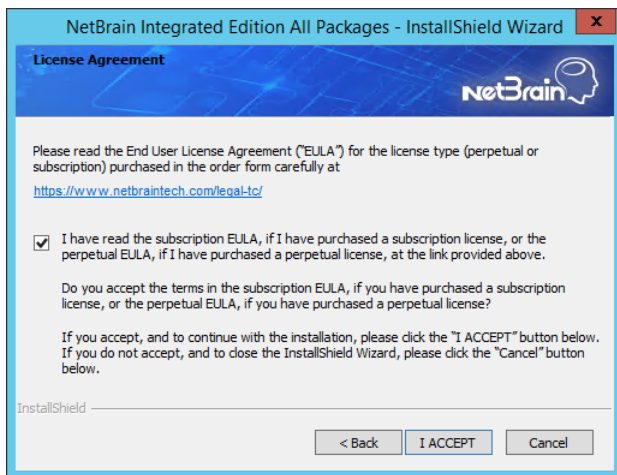 NetBrain Integrated Edition All Packages - InstallShield Wizard x
License Agreement
NetBrain
Please read the End User License Agreement ("EULA") for the license type (perpetual or
subscription) purchased in the order form carefully at
https://www.netbraintech.com/legal-tc/
I have read the subscription EULA, if I have purchased a subscription license, or the
perpetual EULA, if I have purchased a perpetual license, at the link provided above.
Do you accept the terms in the subscription EULA, if you have purchased a subscription
license, or the perpetual EULA, if you have purchased a perpetual license?
If you accept, and to continue with the installation, please click the "I ACCEPT" button below.
If you do not accept, and to close the InstallShield Wizard, please click the "Cancel" button
below.
InstallShield
< Back I ACCEPT Cancel